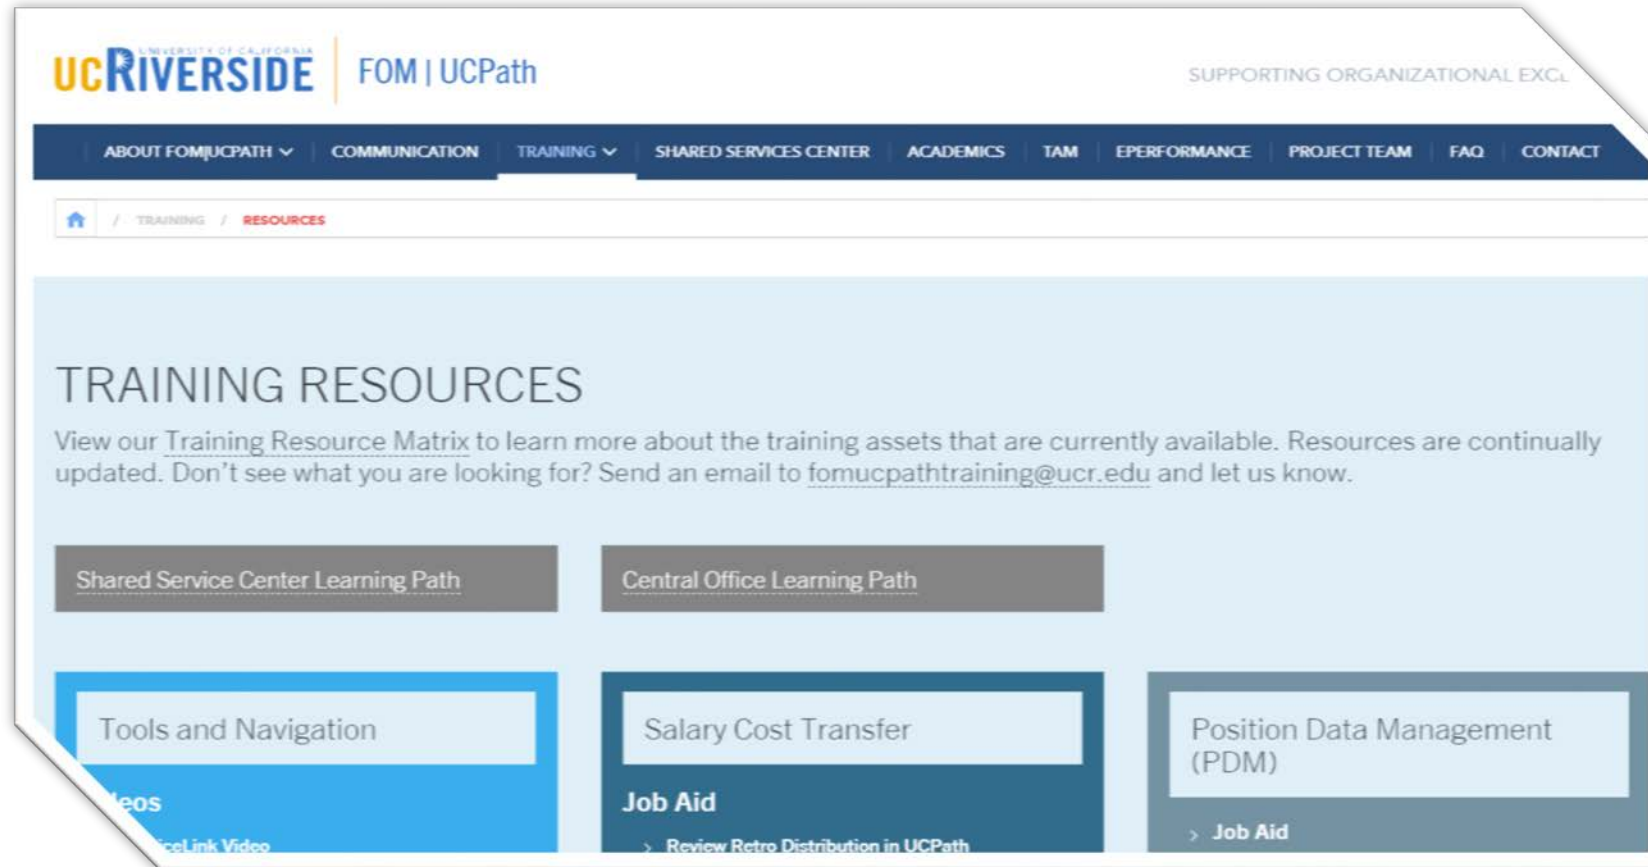 UNIVERSITY OF CALIFORNIA
UCRIVERSIDE
FOM | UCPath
SUPPORTING ORGANIZATIONAL
ABOUT FOM|UCPATH
COMMUNICATION
TRAINING
SHARED SERVICES CENTER
ACADEMICS
TAM
EPERFORMANCE
PROJECT TEAM
FAQ
CONTACT
/ TRAINING / RESOURCES
TRAINING RESOURCES
View our Training Resource Matrix to learn more about the training assets that are currently available. Resources are continually
updated. Don't see what you are looking for? Send an email to fomucpathtraining@ucr.edu and let us know.
Shared Service Center Learning Path
Central Office Learning Path
Tools and Navigation
Salary Cost Transfer
Position Data Management
(PDM)
Job Aid
> Job Aid
Video
> Review Retro Distribution in UCPath